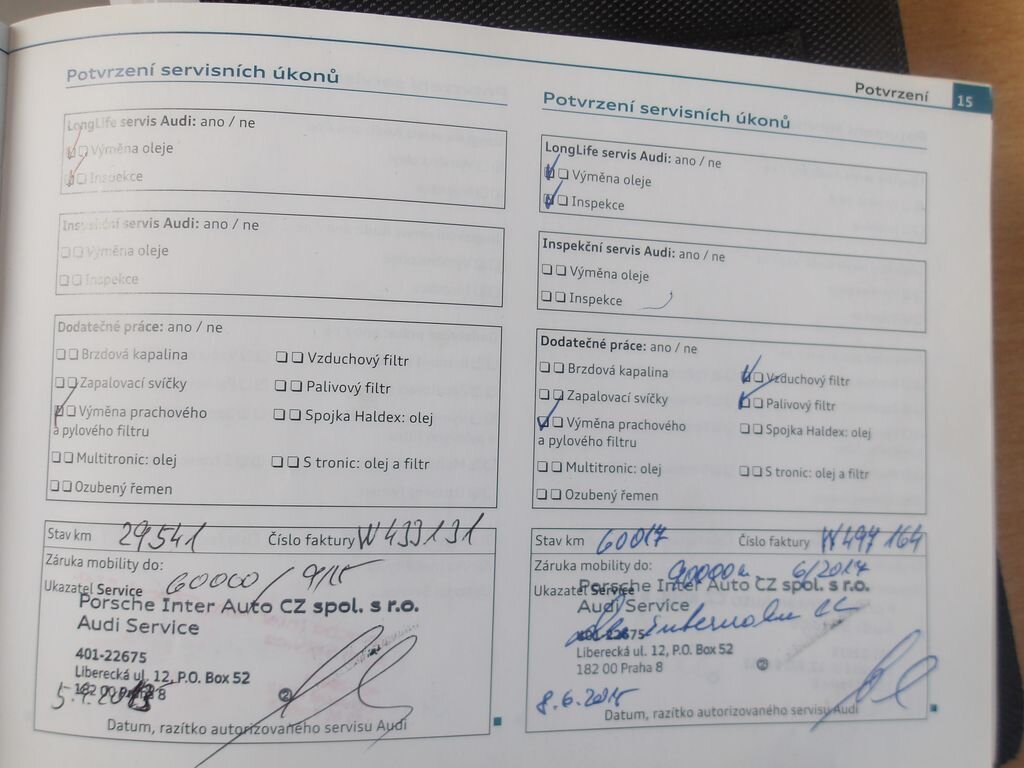 Potvrzení 15
Potvrzení servisních úkonů
LongLife servis Audi: ano / ne
Výměna oleje
Inspekce
Inspekční servis Audi: ano / ne
Výměna oleje
Inspekce
Dodatečné práce: ano / ne
Brzdová kapalina
Vzduchový filtr
Zapalovací svíčky
Palivový filtr
Výměna prachového
a pylového filtru
Spojka Haldex: olej
Multitronic: olej
S tronic: olej a filtr
Ozubený řemen
Stav km 29541 Číslo faktury W433131
Záruka mobility do:
Ukazatel Service 60000 / 9/15
Porsche Inter Auto CZ spol. s r.o.
Audi Service
401-22675
Liberecká ul. 12, P.O. Box 52
182 00 Praha 8
Datum, razítko autorizovaného servisu Audi
Potvrzení servisních úkonů
LongLife servis Audi: ano / ne
Výměna oleje
Inspekce
Inspekční servis Audi: ano / ne
Výměna oleje
Inspekce
Dodatečné práce: ano / ne
Brzdová kapalina
Vzduchový filtr
Zapalovací svíčky
Palivový filtr
Výměna prachového
a pylového filtru
Spojka Haldex: olej
Multitronic: olej
S tronic: olej a filtr
Ozubený řemen
Stav km 60017 Číslo faktury W497164
Záruka mobility do: 90000 6/2017
Ukazatel Service
Porsche Inter Auto CZ spol. s r.o.
Audi Service
dle intervalu
401-22675
Liberecká ul. 12, P.O. Box 52
182 00 Praha 8
8.6.2015
Datum, razítko autorizovaného servisu Audi